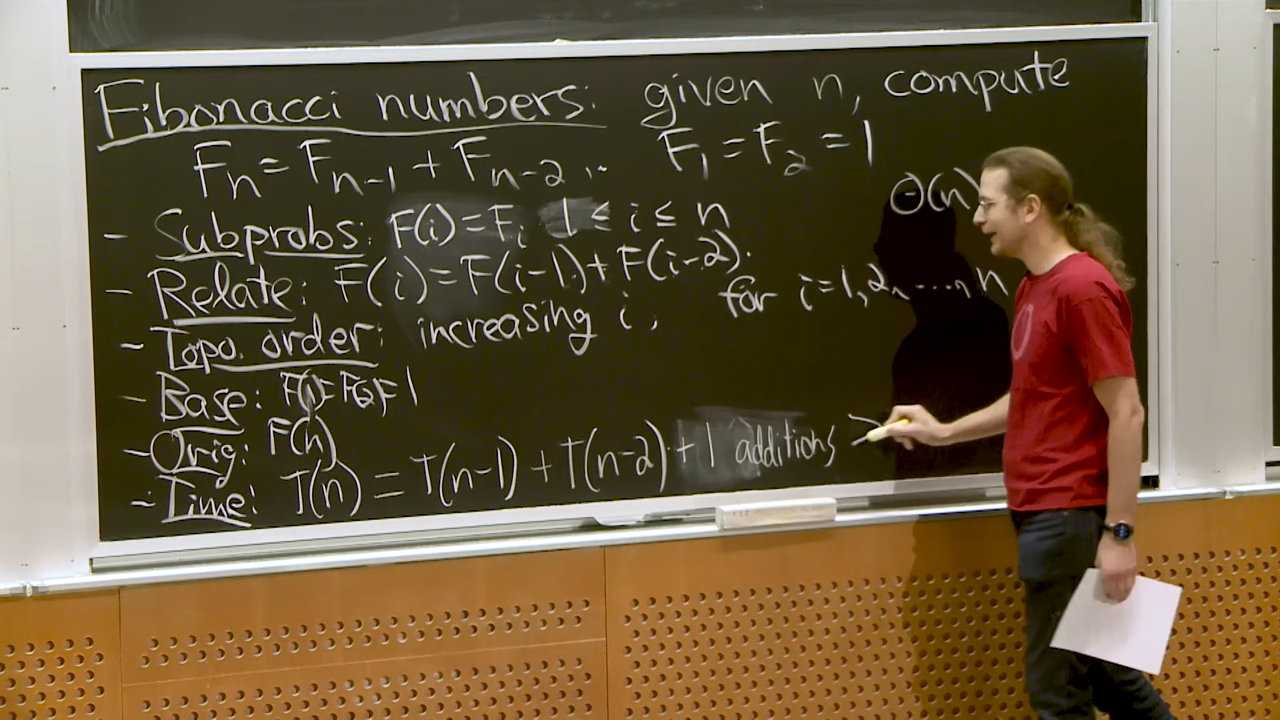 Fibonacci numbers: given n, compute
Fn = Fn-1 + Fn-2, .. F1 = F2 = 1
Θ(n)
- Subprobs: F(i) = Fi 1 ≤ i ≤ n
- Relate: F(i) = F(i-1) + F(i-2).
for i=1,2,...,n
- Topo. order: increasing i,
- Base: F(1)=F(2)=1
- Orig: F(n)
- Time: T(n) = T(n-1) + T(n-2) + 1 additions >